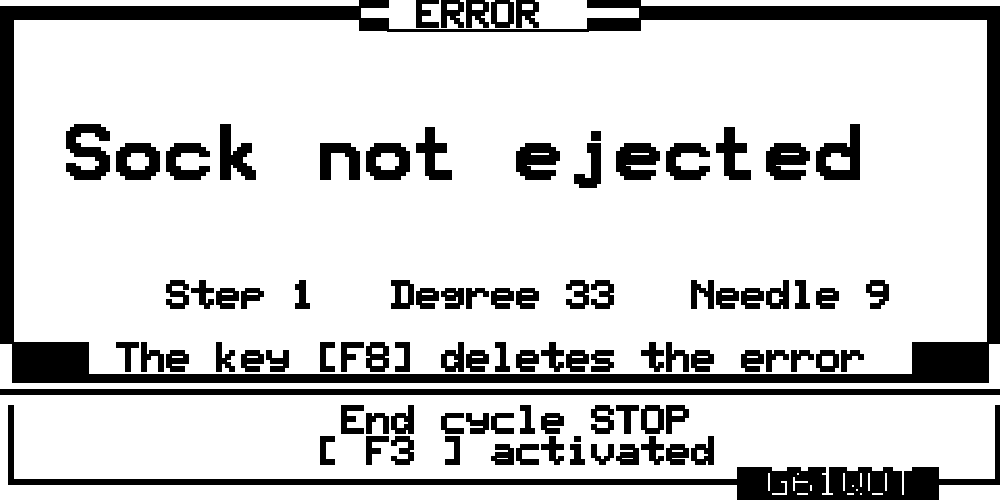 ERROR
Sock not ejected
Step 1 Degree 33 Needle 9
The key [F8] deletes the error
End cycle STOP
[ F3 ] activated